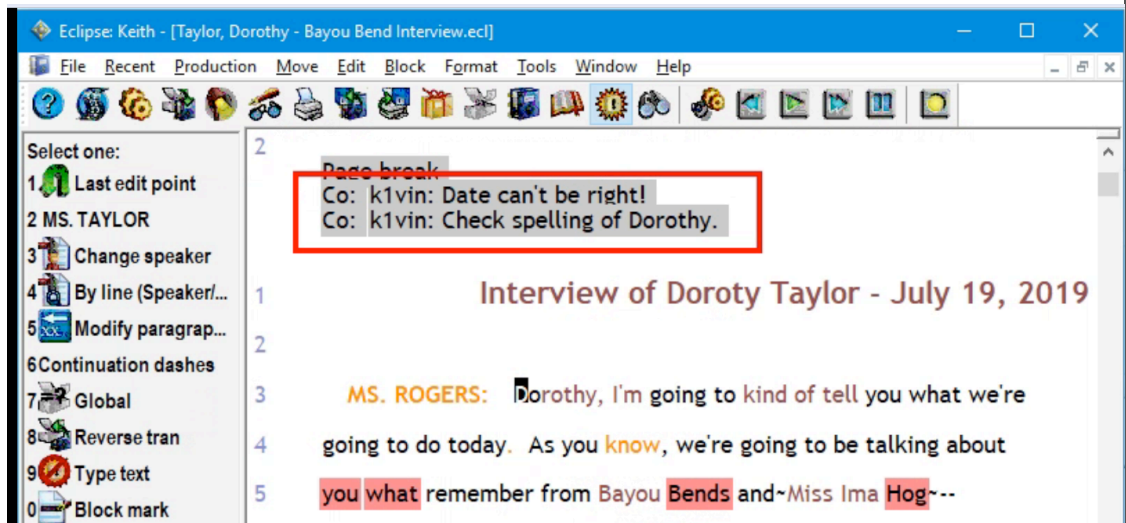 Eclipse: Keith - [Taylor, Dorothy - Bayou Bend Interview.ecl]
File Recent Production Move Edit Block Format Tools Window Help
Select one:
1 Last edit point
2 MS. TAYLOR
3 Change speaker
4 By line (Speaker/...
5 Modify paragrap...
6 Continuation dashes
7 Global
8 Reverse tran
9 Type text
0 Block mark
2
Page break
Co: k1vin: Date can't be right!
Co: k1vin: Check spelling of Dorothy.
1 Interview of Doroty Taylor - July 19, 2019
2
3 MS. ROGERS: Dorothy, I'm going to kind of tell you what we're
4 going to do today. As you know, we're going to be talking about
5 you what remember from Bayou Bends and~Miss Ima Hog~--